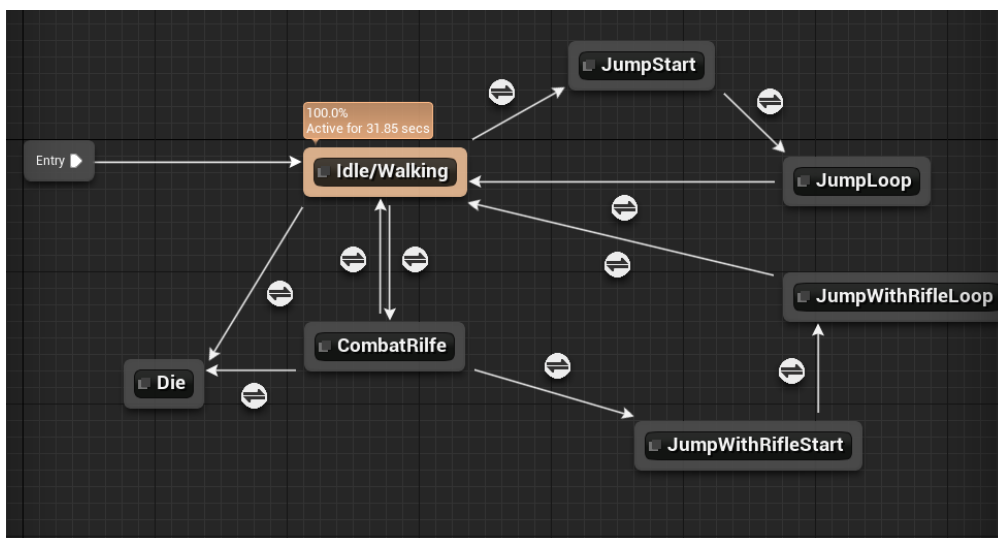 JumpStart
100.0%
Active for 31.85 secs
Entry
Idle/Walking
JumpLoop
JumpWithRifleLoop
CombatRilfe
Die
JumpWithRifleStart